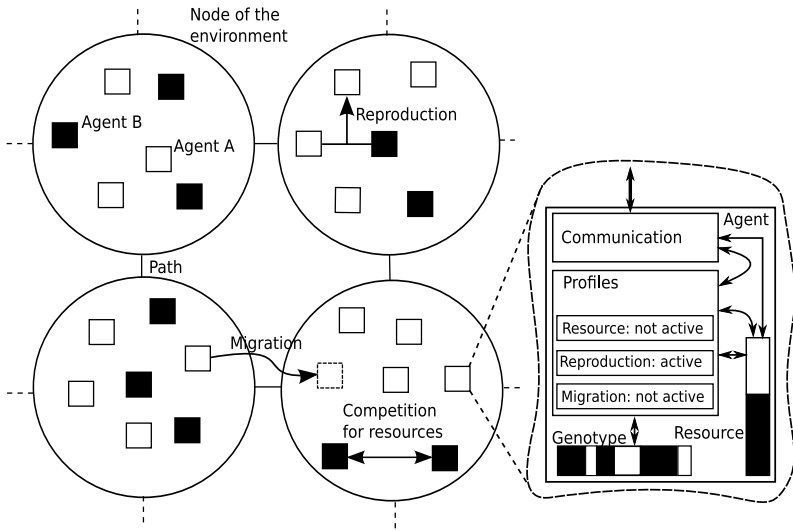 Node of the
environment
Agent B
Agent A
Reproduction
Path
Migration
Competition
for resources
Agent
Communication
Profiles
Resource: not active
Reproduction: active
Migration: not active
Genotype
Resource